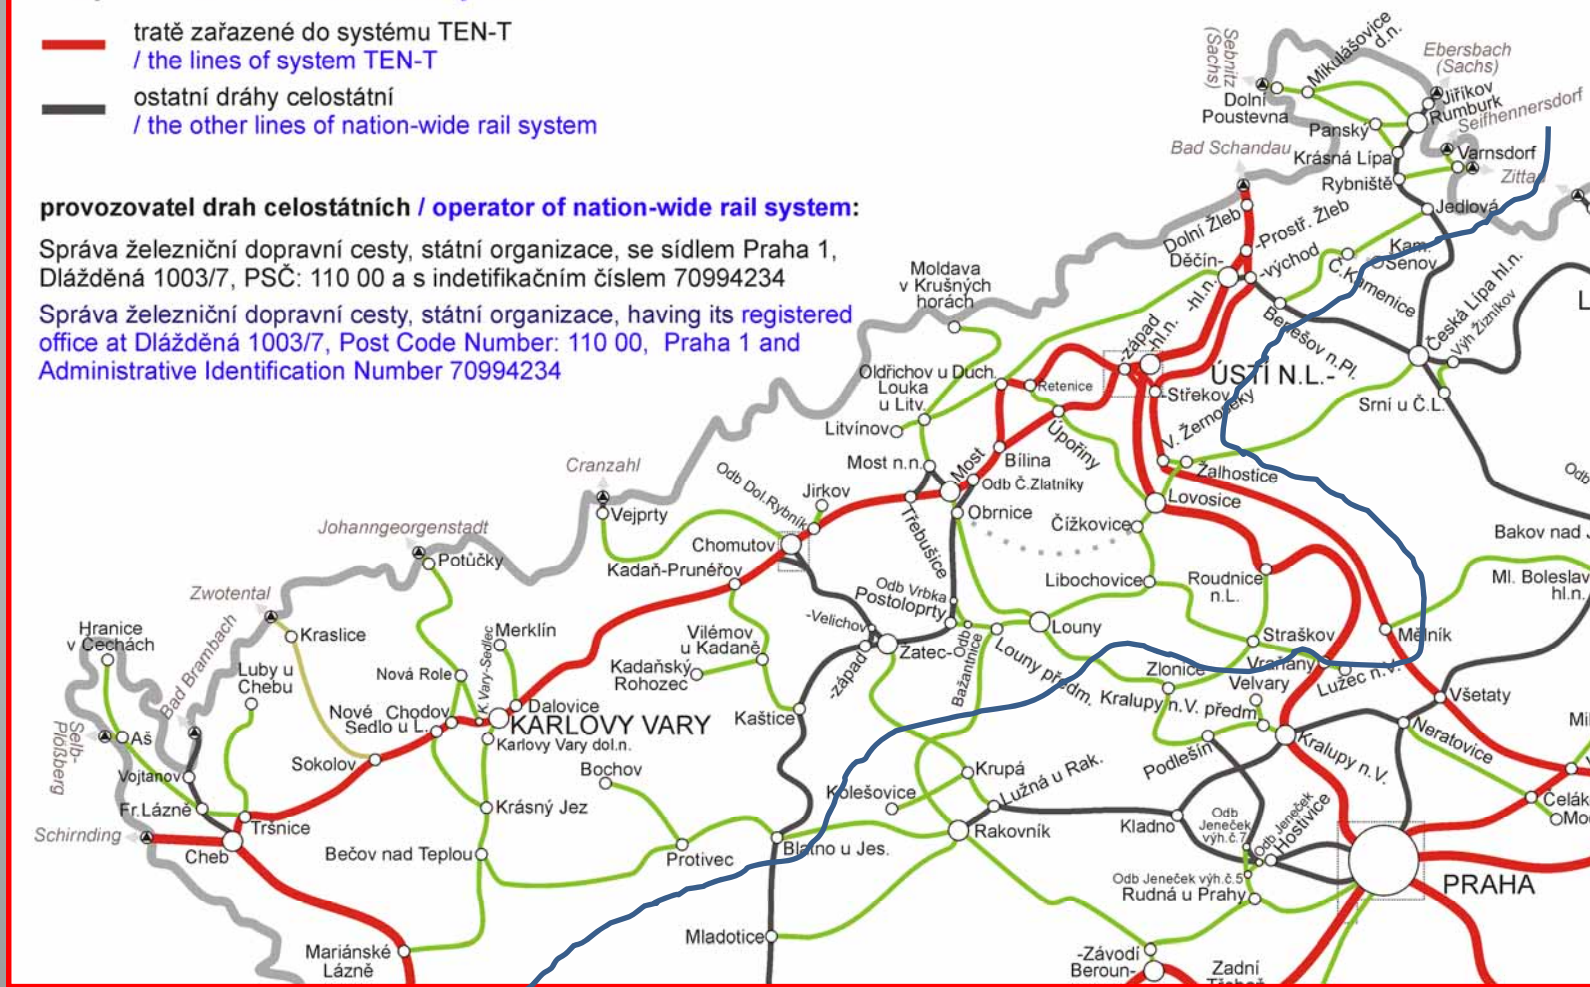 tratě zařazené do systému TEN-T
/ the lines of system TEN-T
ostatní dráhy celostátní
/ the other lines of nation-wide rail system
provozovatel drah celostátních / operator of nation-wide rail system:
Správa železniční dopravní cesty, státní organizace, se sídlem Praha 1,
Dlážděná 1003/7, PSČ: 110 00 a s indetifikačním číslem 70994234
Správa železniční dopravní cesty, státní organizace, having its registered
office at Dlážděná 1003/7, Post Code Number: 110 00, Praha 1 and
Administrative Identification Number 70994234
Sebnitz
(Sachs)
Mikulášovice
d.n.
Ebersbach
(Sachs)
Dolní
Poustevna
Jiříkov
Rumburk
Seifhennersdorf
Panský
Bad Schandau
Krásná Lípa
Varnsdorf
Rybniště
Zittau
Jedlová
Dolní Žleb
-Prostř. Žleb
Děčín-
-východ
-hl.n.
Kam.
Šenov
Č.Kamenice
Benešov n.Pl.
Česká Lípa hl.n.
Výh Žizníkov
Srní u Č.L.
Moldava
v Krušných
horách
-západ
-hl.n.
ÚSTÍ N.L.-
-Střekov
Oldřichov u Duch.
Louka
u Litv.
Retenice
Litvínov
Úpořiny
V. Žernoseky
Žalhostice
Lovosice
Most n.n.
Most
Bílina
Odb Č.Zlatníky
Obrnice
Třebušice
Čížkovice
Cranzahl
Vejprty
Odb Dol.Rybník
Jirkov
Chomutov
Kadaň-Prunéřov
Johanngeorgenstadt
Potůčky
Odb
Bakov nad J
Ml. Boleslav
hl.n.
Libochovice
Roudnice
n.L.
Odb Vrbka
Postoloprty
-Velichov
Žatec-
-západ
Odb
Bažantnice
Louny
Louny předm.
Straškov
Mělník
Zwotental
Kraslice
Hranice
v Čechách
Bad Brambach
Luby u
Chebu
K.Vary-Sedlec
Merklín
Nová Role
Vilémov
u Kadaně
Kadaňský
Rohozec
Kaštice
Zlonice
Vraňany
Lužec n.V.
Velvary
Kralupy n.V. předm.
Všetaty
Neratovice
Nové
Sedlo u L.
Chodov
Dalovice
KARLOVY VARY
Karlovy Vary dol.n.
Selb-
Plößberg
Aš
Vojtanov
Sokolov
Bochov
Podlešín
Kralupy n.V.
Krupá
Lužná u Rak.
Kolešovice
Fr.Lázně
Tršnice
Krásný Jez
Schirnding
Cheb
Bečov nad Teplou
Protivec
Blatno u Jes.
Rakovník
Kladno
Odb
Jeneček
výh.č.7
Odb Jeneček
Hostivice
Odb Jeneček výh.č.5
Rudná u Prahy
PRAHA
Mariánské
Lázně
Mladotice
-Závodí
Beroun-
Zadní